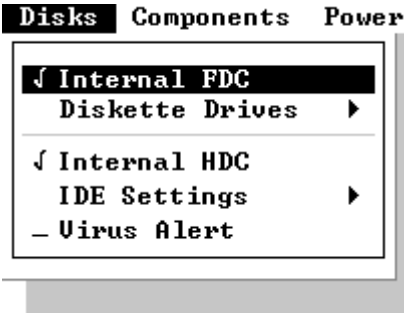 Disks Components Power
√ Internal FDC
Diskette Drives ▶
√ Internal HDC
IDE Settings ▶
_ Virus Alert